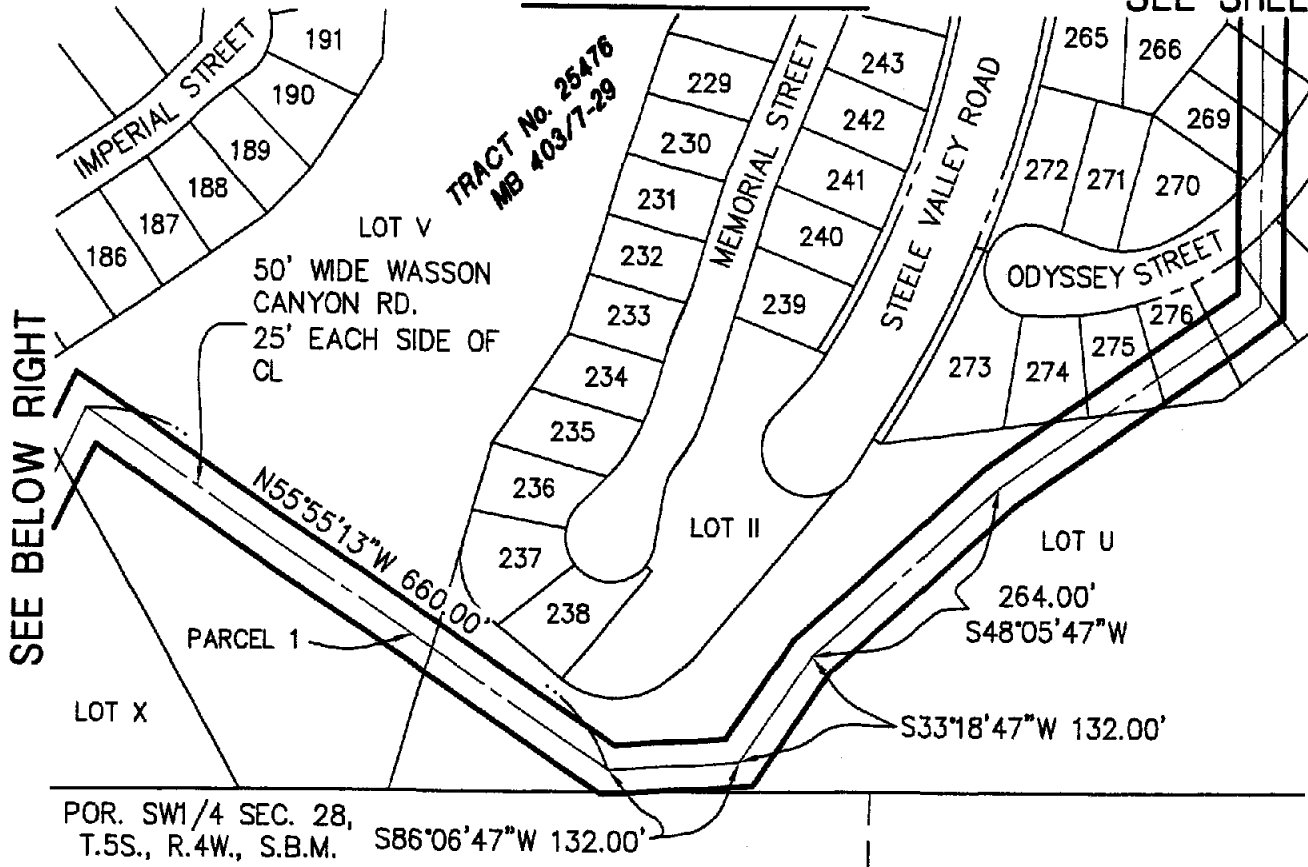 SEE SHEE
191
190
189
188
187
186
IMPERIAL STREET
TRACT No. 25476
MB 403/7-29
LOT V
50' WIDE WASSON
CANYON RD.
25' EACH SIDE OF
CL
229
230
231
232
233
234
235
236
237
238
MEMORIAL STREET
243
242
241
240
239
STEELE VALLEY ROAD
265
266
269
272
271
270
ODYSSEY STREET
273
274
275
276
SEE BELOW RIGHT
N55°55'13"W 660.00'
PARCEL 1
LOT X
LOT II
LOT U
264.00'
S48°05'47"W
S33°18'47"W 132.00'
S86°06'47"W 132.00'
POR. SW1/4 SEC. 28,
T.5S., R.4W., S.B.M.